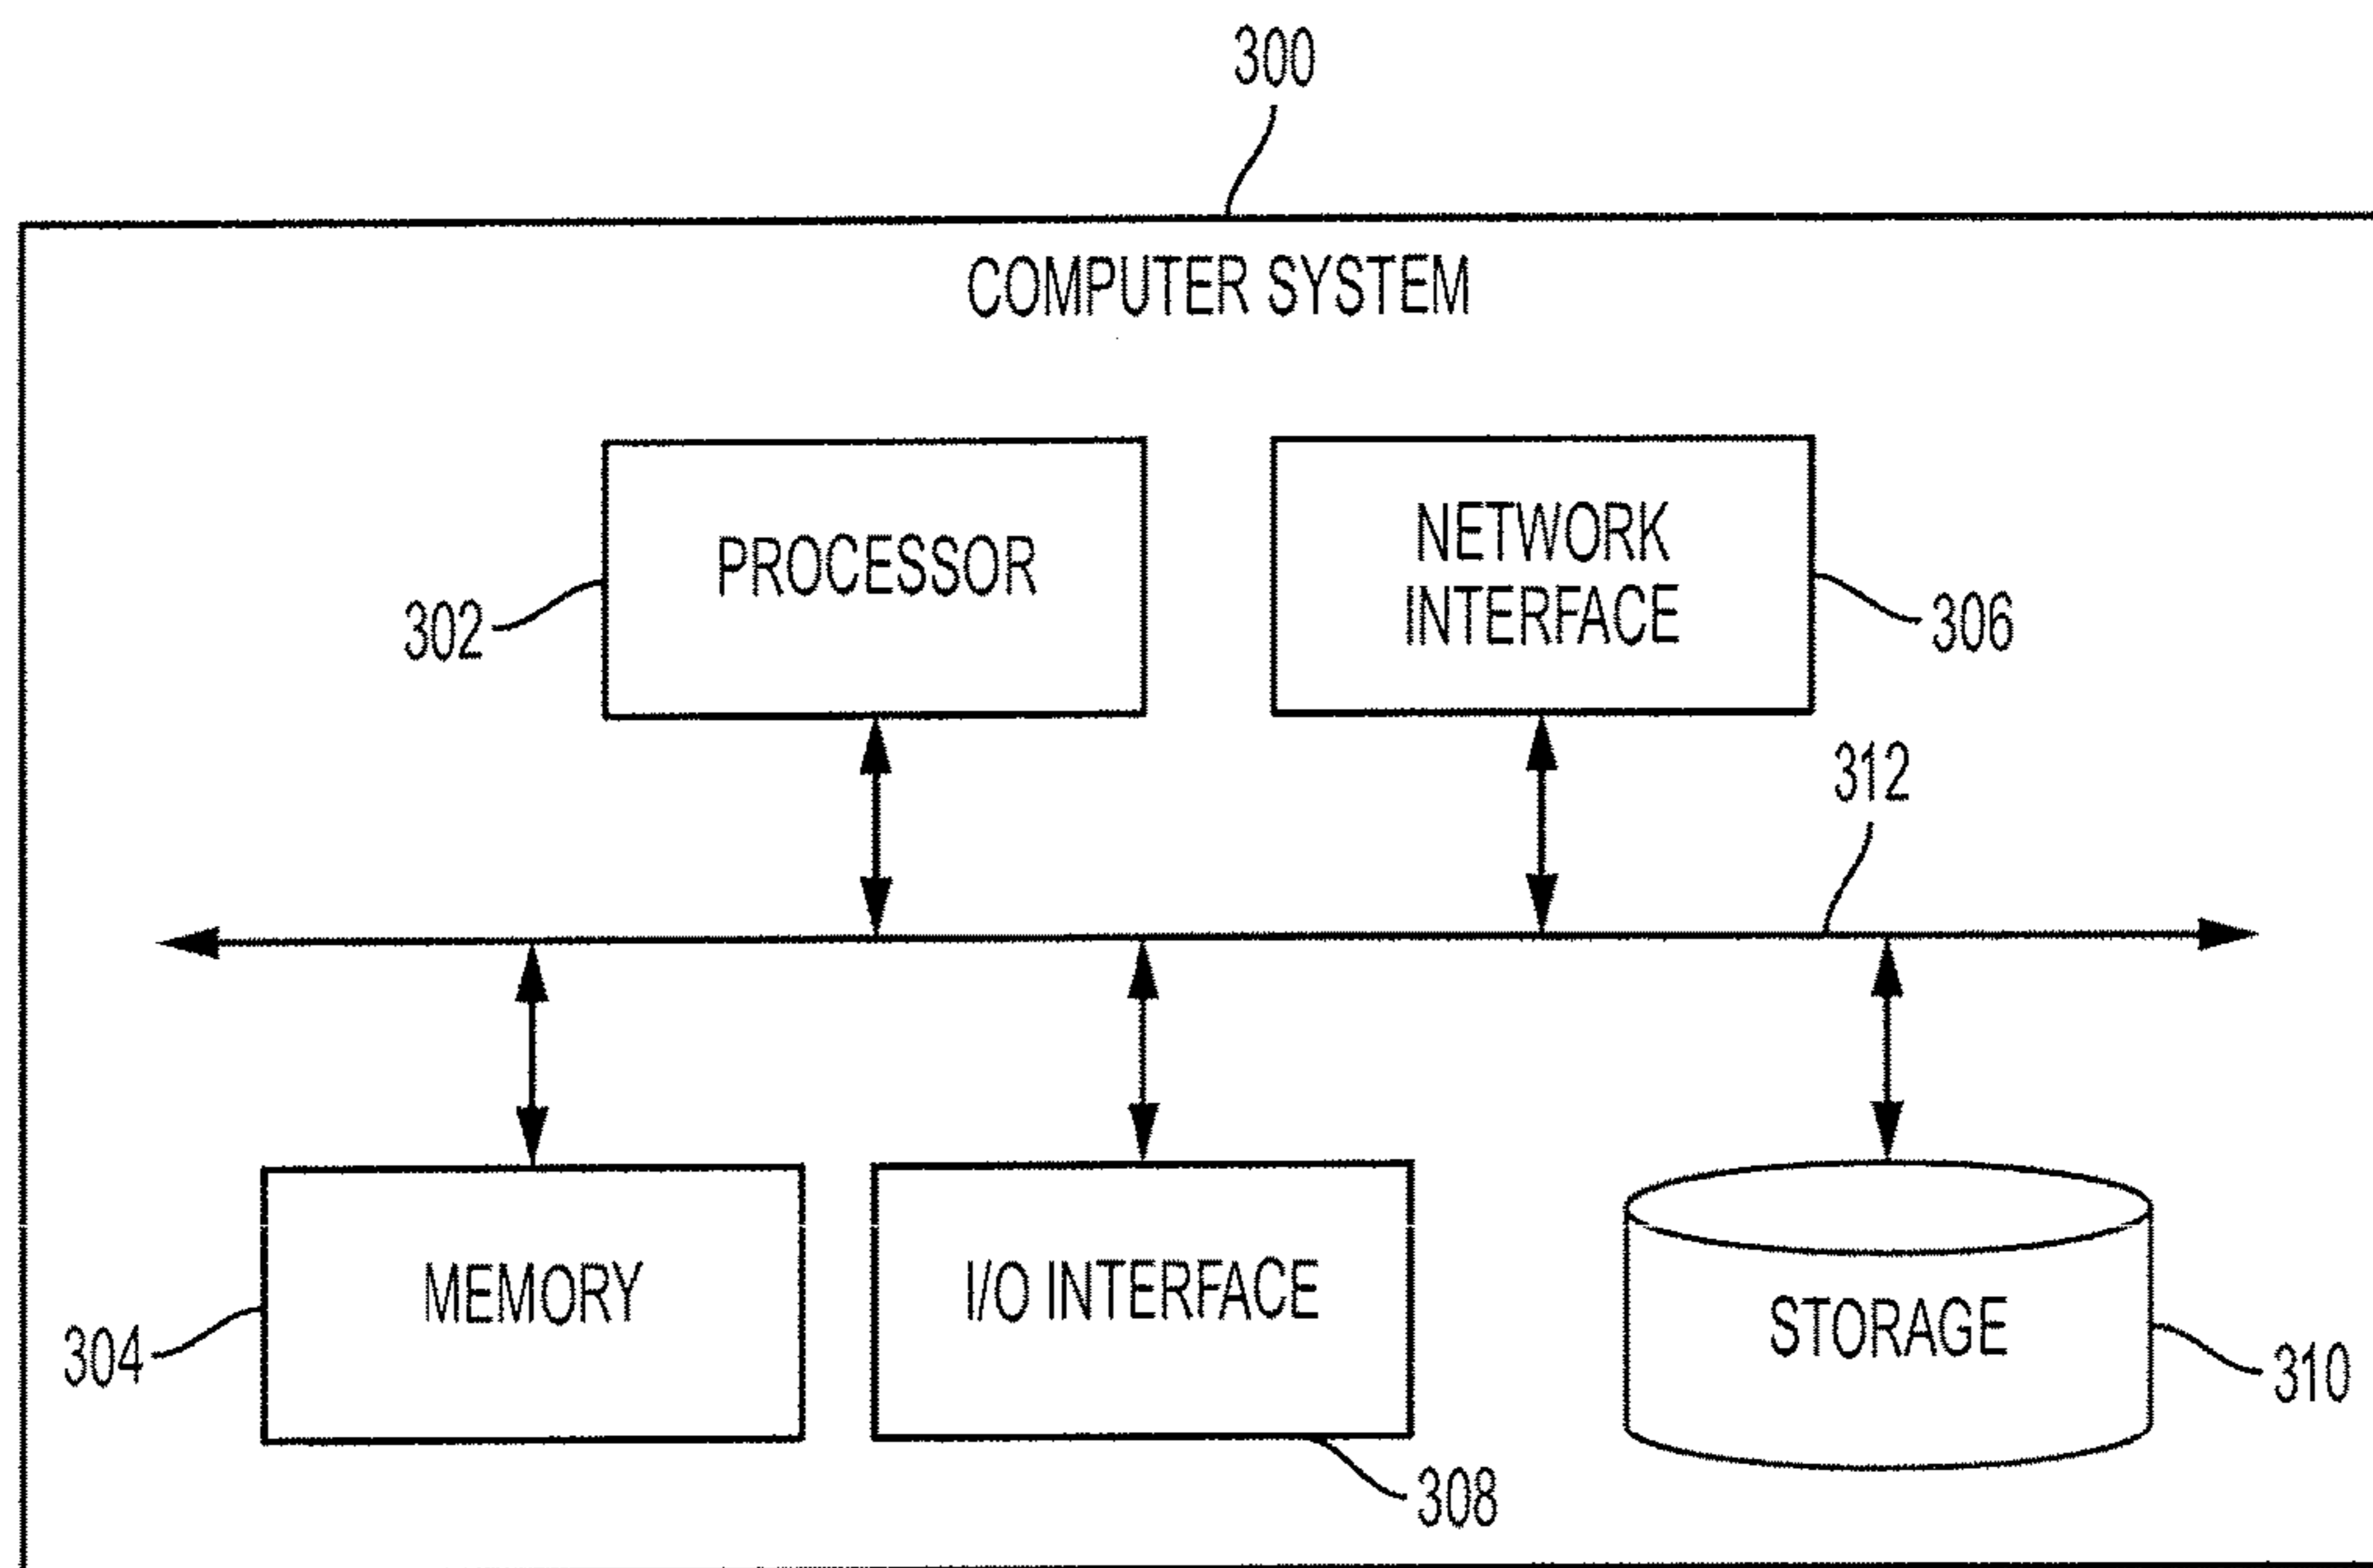 300
COMPUTER SYSTEM
PROCESSOR
NETWORK
INTERFACE
302
306
312
MEMORY
I/O INTERFACE
STORAGE
304
310
308